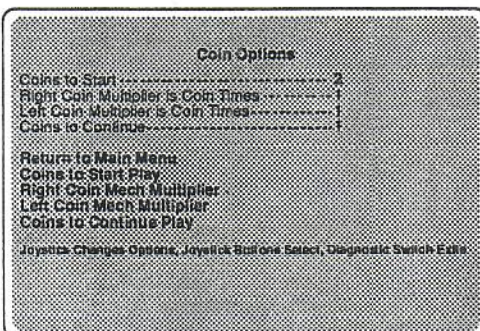 Coin Options
Coins to Start -------------------- 2
Right Coin Multiplier is Coin Times ---------- 1
Left Coin Multiplier is Coin Times ---------- 1
Coins to Continue -------------------- 1
Return to Main Menu
Coins to Start Play
Right Coin Mech Multiplier
Left Coin Mech Multiplier
Coins to Continue Play
Joystick Changes Options, Joystick Buttons Select, Diagnostic Switch Exits